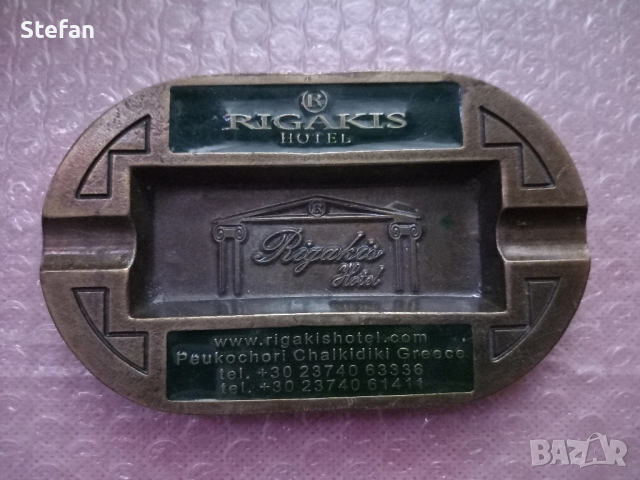 Stefan
R
RIGAKIS
HOTEL
R
Rigakis
Hotel
www.rigakishotel.com
Peukochori Chalkidiki Greece
tel. +30 23740 63336
tel. +30 23740 61411
BAZAR